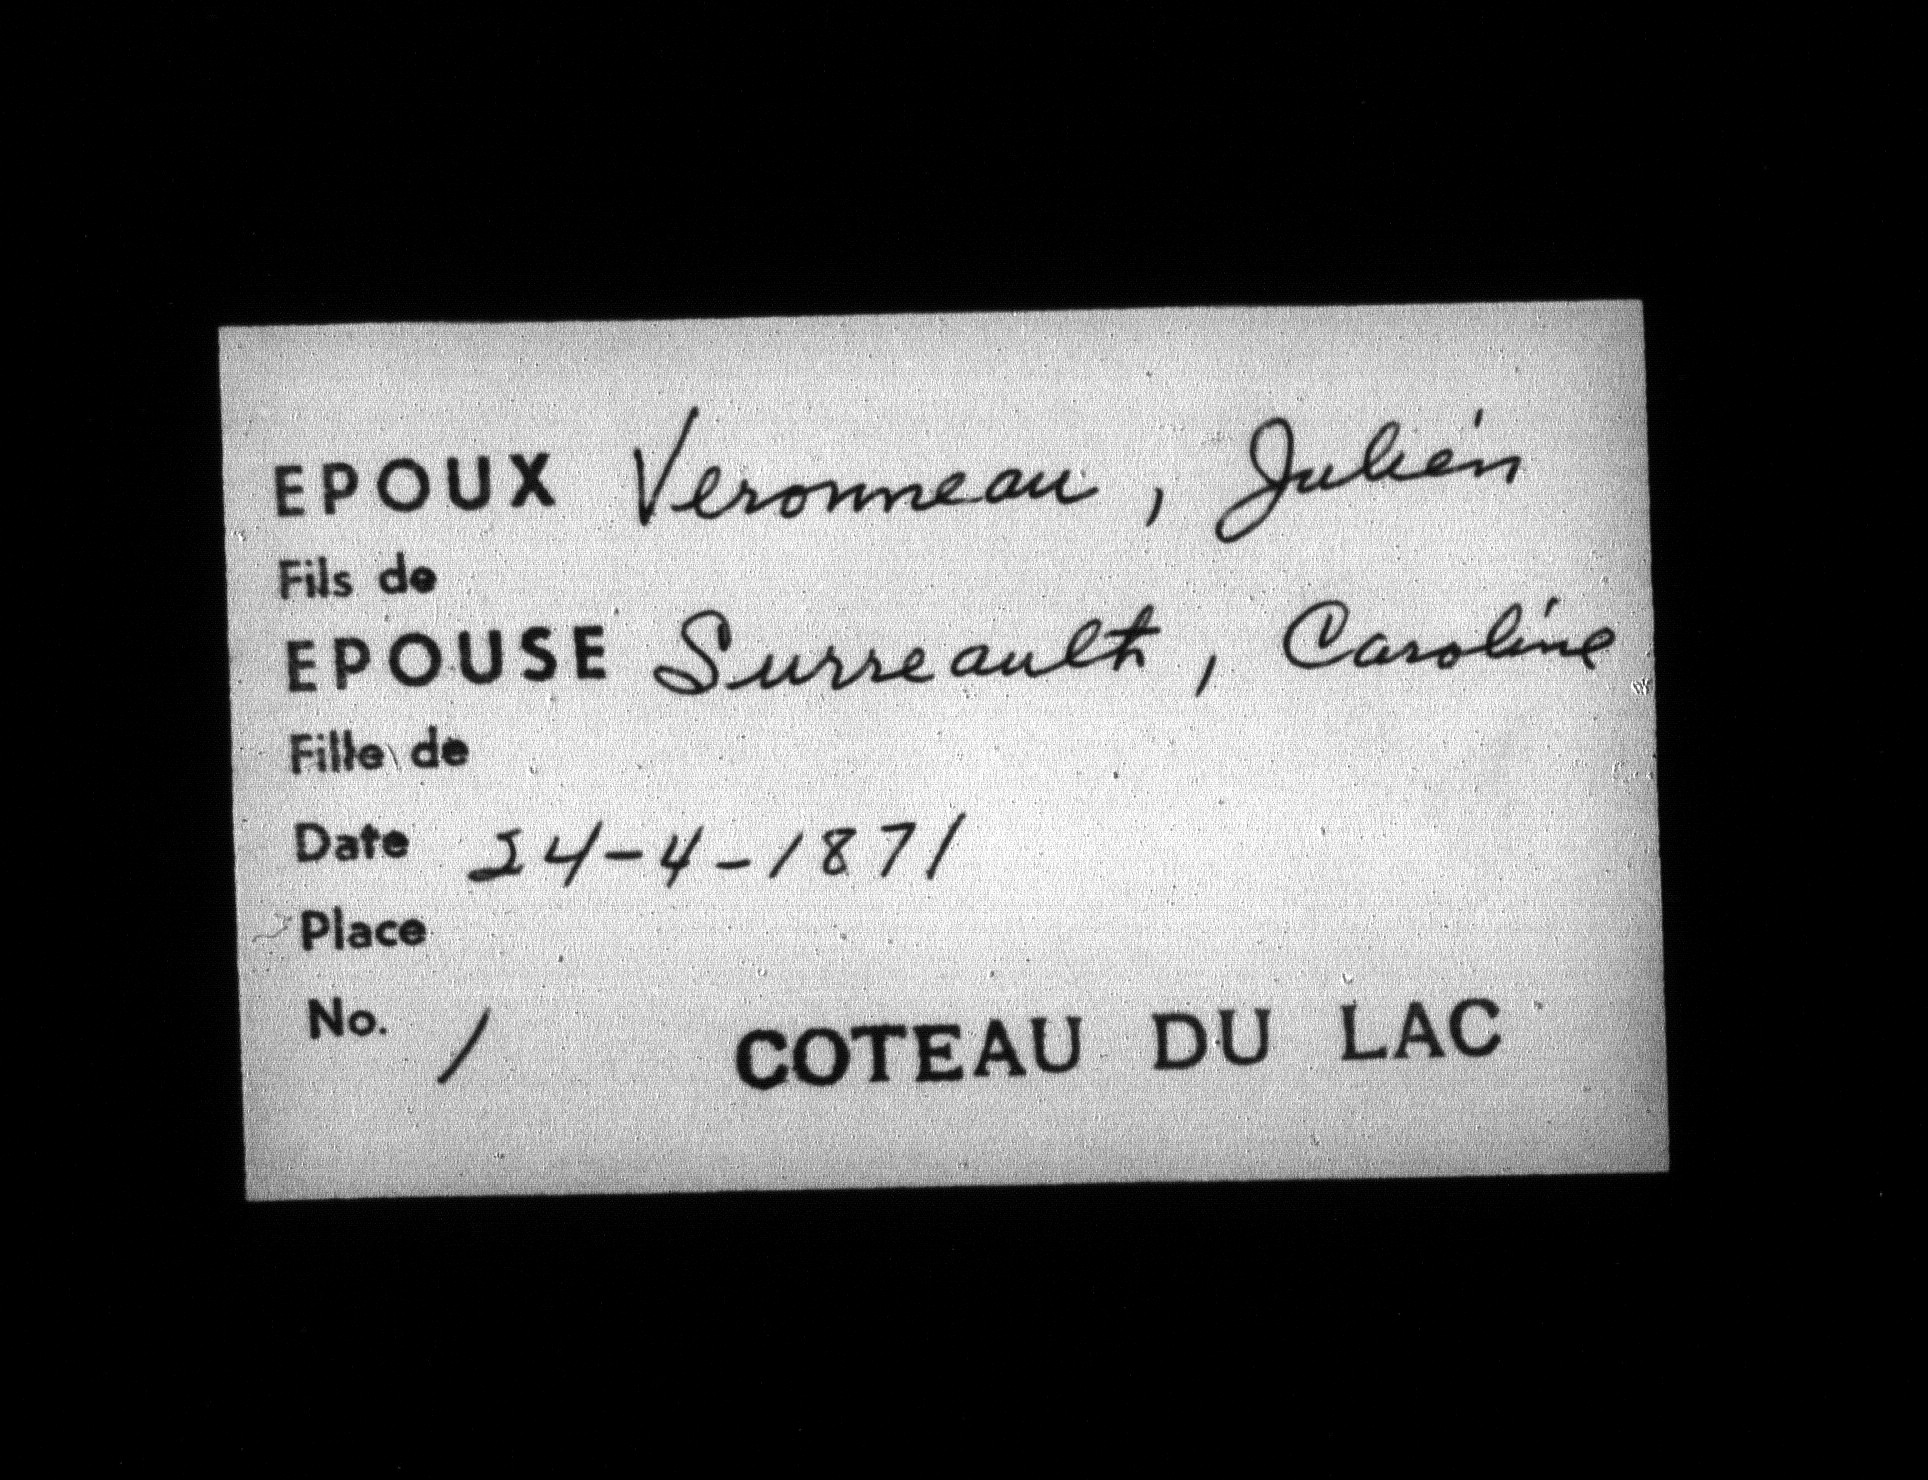 EPOUX Veronneau, Julien
Fils de
EPOUSE Surreault, Caroline
Fille de
Date 24-4-1871
Place
No. 1 COTEAU DU LAC